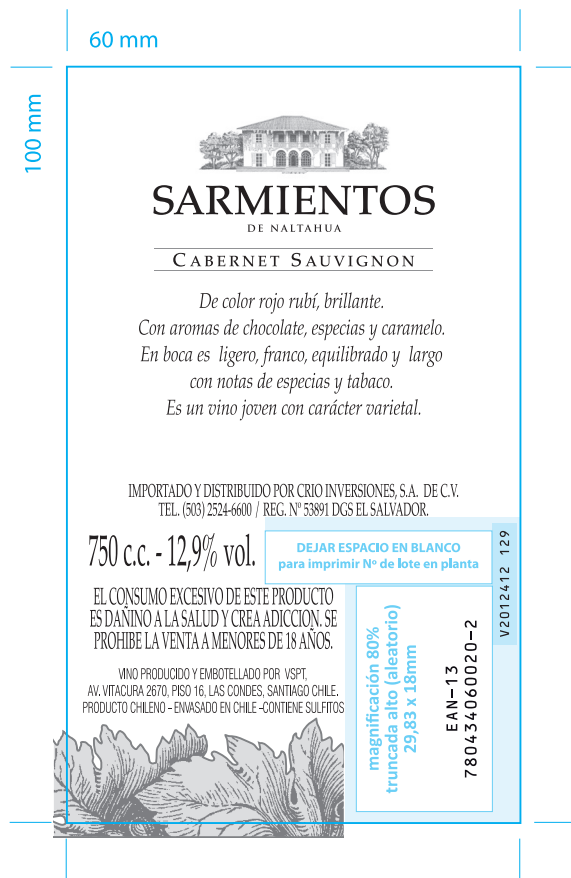 60 mm
100 mm
SARMIENTOS
DE NALTAHUA
CABERNET SAUVIGNON
De color rojo rubí, brillante.
Con aromas de chocolate, especias y caramelo.
En boca es ligero, franco, equilibrado y largo
con notas de especias y tabaco.
Es un vino joven con carácter varietal.
IMPORTADO Y DISTRIBUIDO POR CRIO INVERSIONES, S.A. DE C.V.
TEL. (503) 2524-6600 / REG. Nº 53891 DGS EL SALVADOR.
750 c.c. - 12,9% vol.
DEJAR ESPACIO EN BLANCO
para imprimir Nº de lote en planta
V2012412 129
EL CONSUMO EXCESIVO DE ESTE PRODUCTO
ES DAÑINO A LA SALUD Y CREA ADICCION. SE
PROHIBE LA VENTA A MENORES DE 18 AÑOS.
VINO PRODUCIDO Y EMBOTELLADO POR VSPT,
AV. VITACURA 2670, PISO 16, LAS CONDES, SANTIAGO CHILE.
PRODUCTO CHILENO - ENVASADO EN CHILE -CONTIENE SULFITOS
magnificación 80%
truncada alto (aleatorio)
29,83 x 18mm
EAN-13
780434060020-2